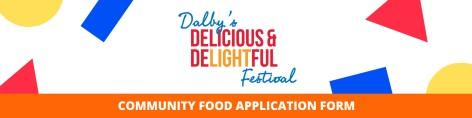 Dalby's
DELICIOUS &
DELIGHTFUL
Festival
COMMUNITY FOOD APPLICATION FORM